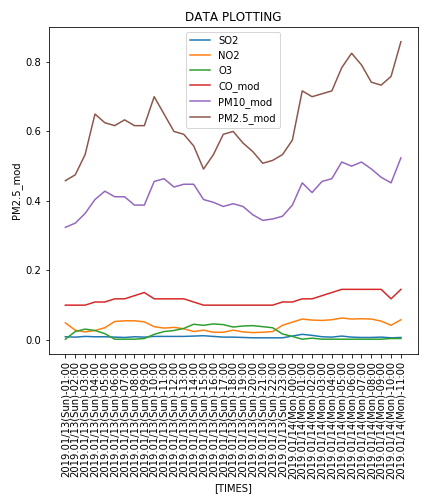 DATA PLOTTING
SO2
NO2
O3
CO_mod
PM10_mod
PM2.5_mod
PM2.5_mod
0.8
0.6
0.4
0.2
0.0
2019.01/13(Sun)-01:00
2019.01/13(Sun)-02:00
2019.01/13(Sun)-03:00
2019.01/13(Sun)-04:00
2019.01/13(Sun)-05:00
2019.01/13(Sun)-06:00
2019.01/13(Sun)-07:00
2019.01/13(Sun)-08:00
2019.01/13(Sun)-09:00
2019.01/13(Sun)-10:00
2019.01/13(Sun)-11:00
2019.01/13(Sun)-12:00
2019.01/13(Sun)-13:00
2019.01/13(Sun)-14:00
2019.01/13(Sun)-15:00
2019.01/13(Sun)-16:00
2019.01/13(Sun)-17:00
2019.01/13(Sun)-18:00
2019.01/13(Sun)-19:00
2019.01/13(Sun)-20:00
2019.01/13(Sun)-21:00
2019.01/13(Sun)-22:00
2019.01/13(Sun)-23:00
2019.01/14(Mon)-00:00
2019.01/14(Mon)-01:00
2019.01/14(Mon)-02:00
2019.01/14(Mon)-03:00
2019.01/14(Mon)-04:00
2019.01/14(Mon)-05:00
2019.01/14(Mon)-06:00
2019.01/14(Mon)-07:00
2019.01/14(Mon)-08:00
2019.01/14(Mon)-09:00
2019.01/14(Mon)-10:00
2019.01/14(Mon)-11:00
[TIMES]